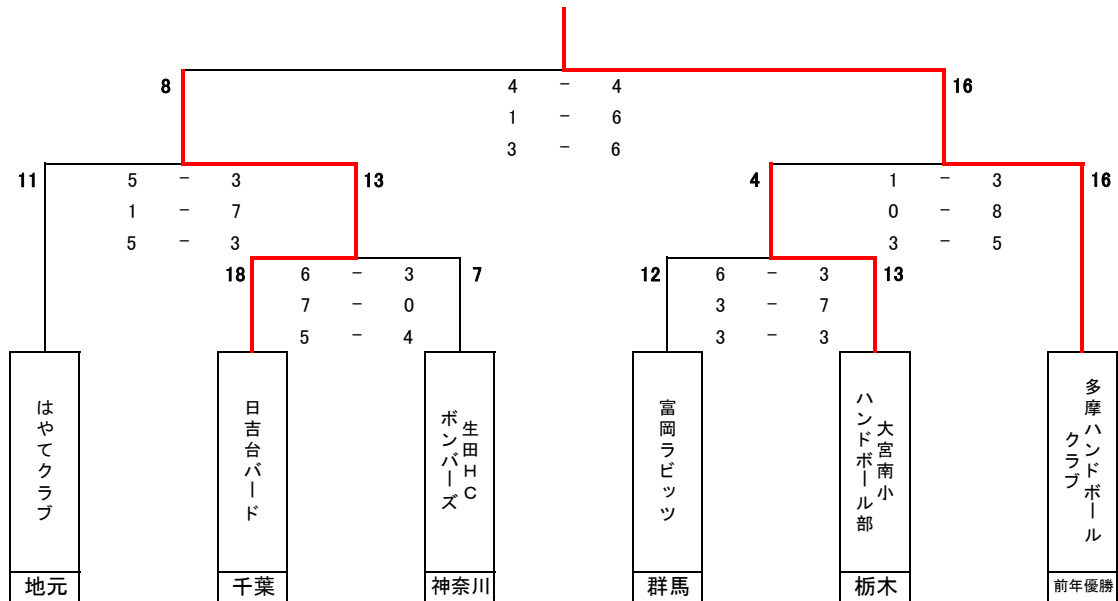 8
4 - 4
16
1 - 6
3 - 6
11
5 - 3
13
4
1 - 3
16
1 - 7
0 - 8
5 - 3
3 - 5
18
6 - 3
7
12
6 - 3
13
7 - 0
3 - 7
5 - 4
3 - 3
はやてクラブ
日吉台バード
生田HC
ボンバーズ
富岡ラビッツ
大宮南小
ハンドボール部
多摩ハンドボール
クラブ
地元
千葉
神奈川
群馬
栃木
前年優勝